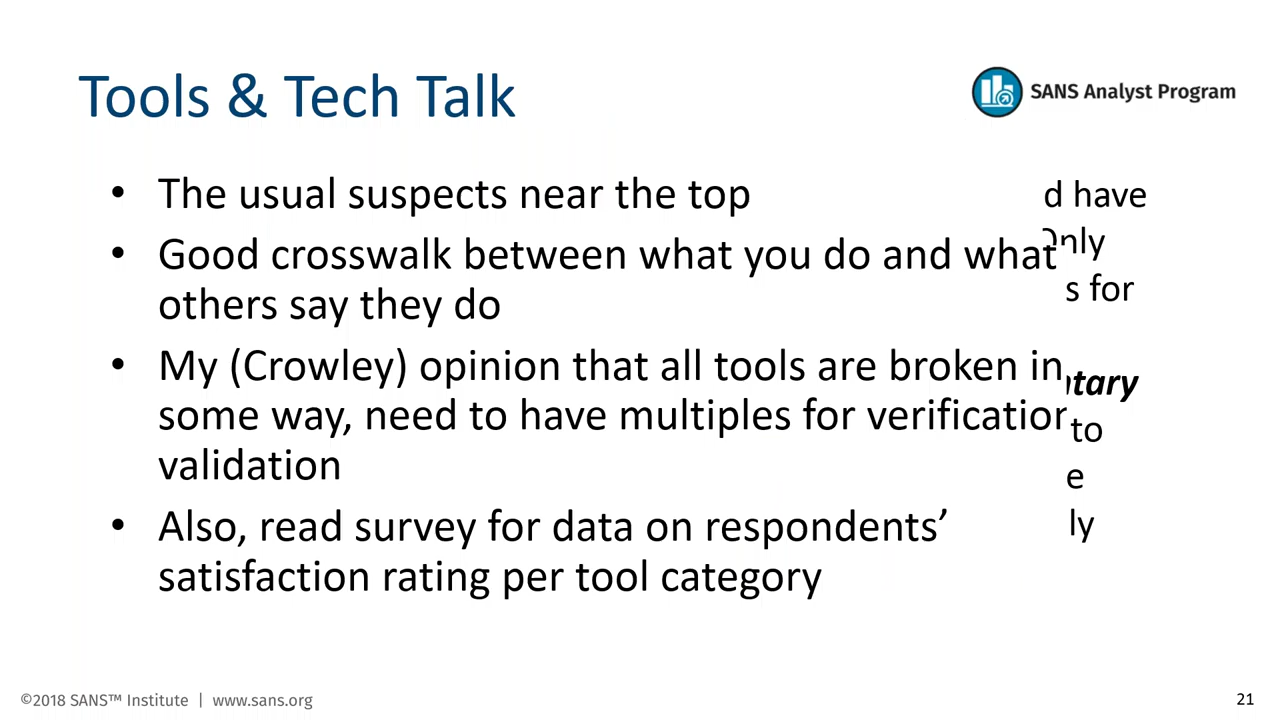 Tools & Tech Talk
SANS Analyst Program
• The usual suspects near the top
• Good crosswalk between what you do and what
others say they do
• My (Crowley) opinion that all tools are broken in
some way, need to have multiples for verification
validation
• Also, read survey for data on respondents’
satisfaction rating per tool category
d have
s for
to
e
ly
©2018 SANS™ Institute | www.sans.org
21